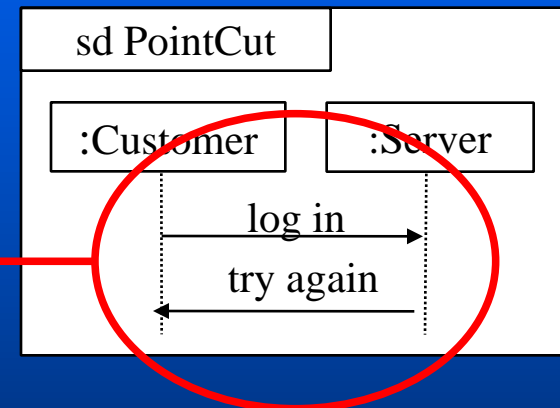 sd PointCut
:Customer :Server
log in
try again